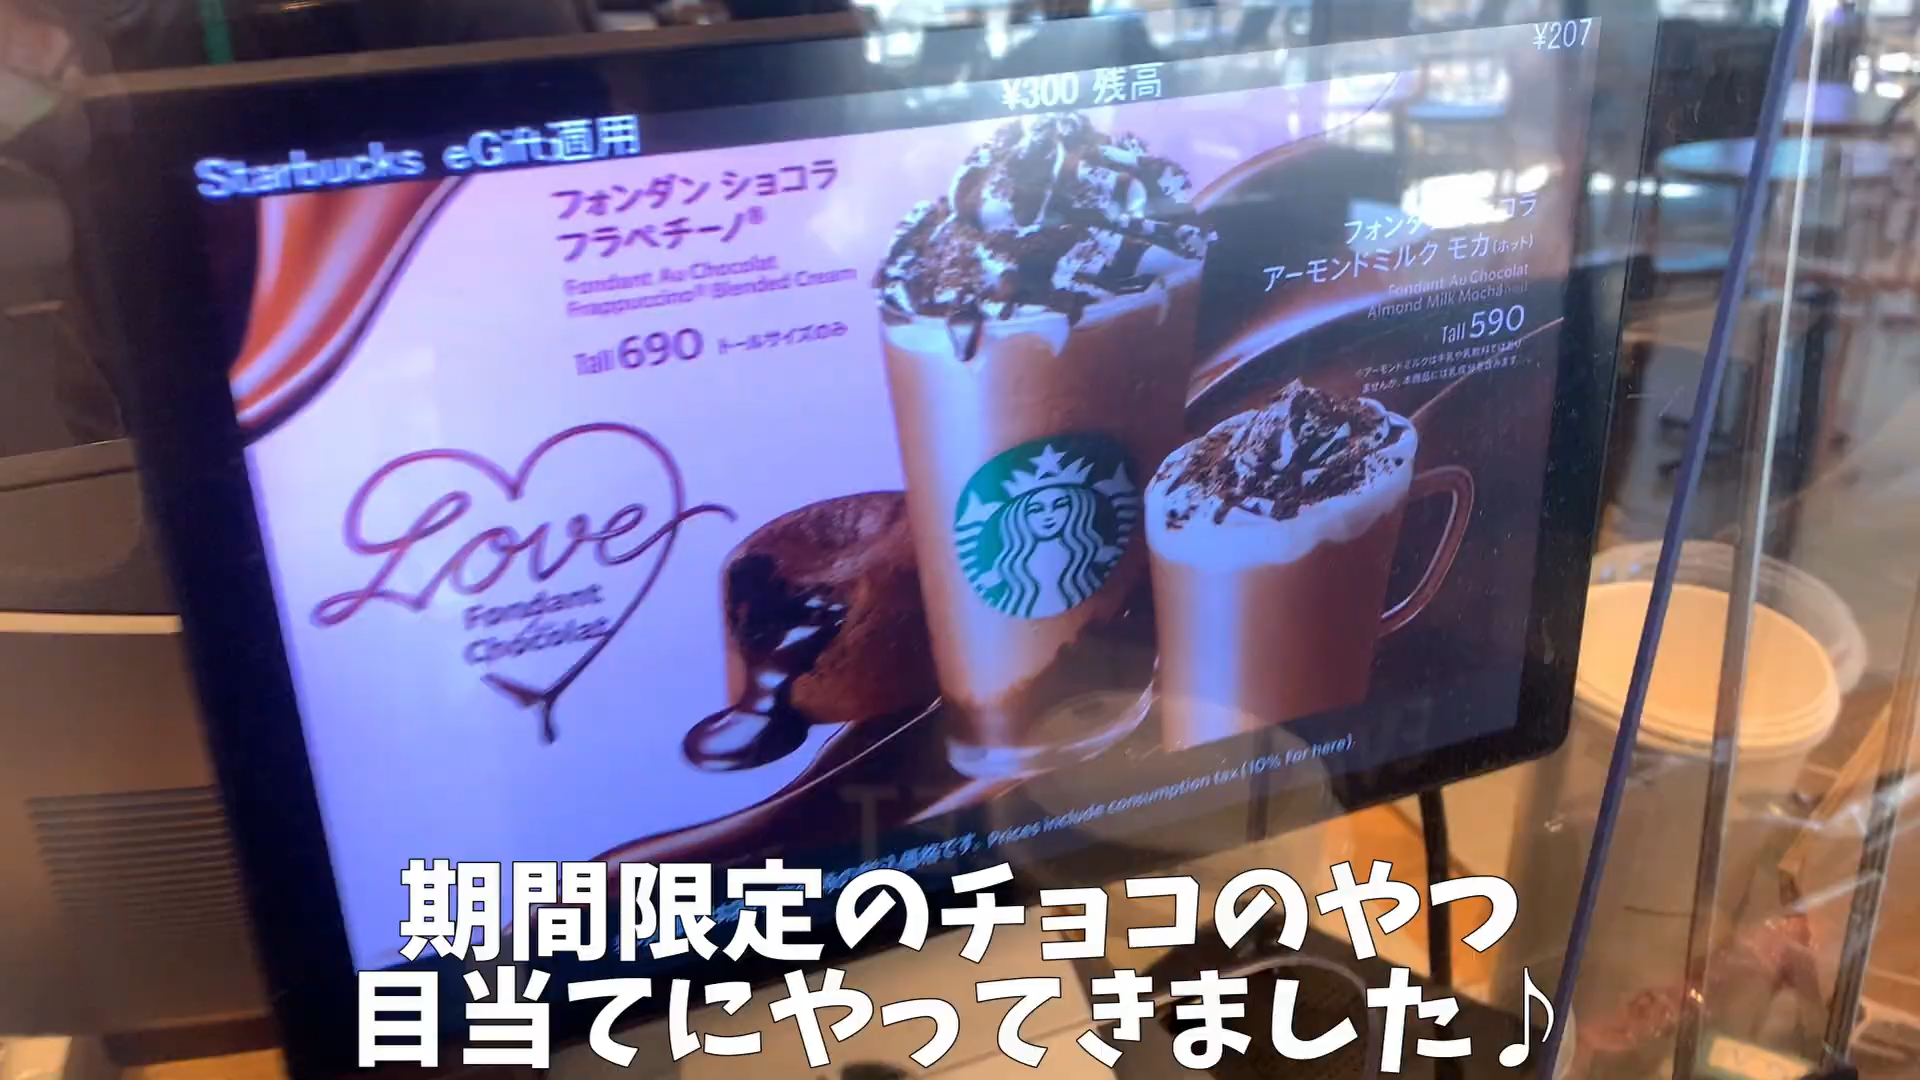 ¥207
¥300 残高
Starbucks eGift適用
フォンダン ショコラ
フラペチーノ®
Fondant Au Chocolat
Frappuccino® Blended Cream
Tall 690 トールサイズのみ
アーモンドミルク モカ(ホット)
Fondant Au Chocolat
Almond Milk Mocha
Tall 590
Love
Fondant
Chocolat
価格です。Prices include consumption tax (10% for here).
期間限定のチョコのやつ
目当てにやってきました♪